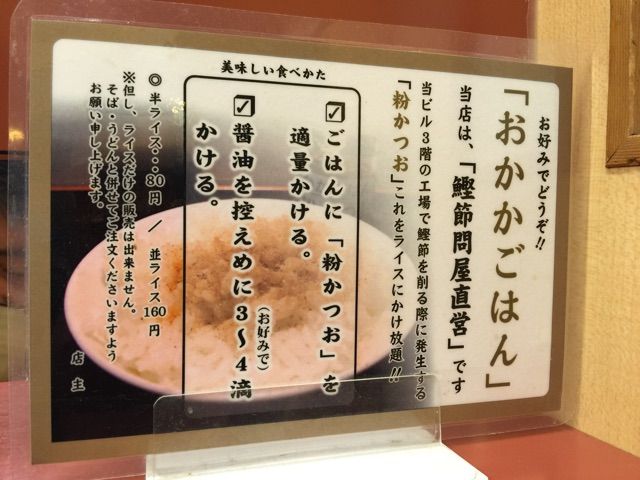 お好みでどうぞ!!
「おかかごはん」
当店は、「鰹節問屋直営」です
当ビル3階の工場で鰹節を削る際に発生する
「粉かつお」これをライスにかけ放題!!
美味しい食べかた
☑ごはんに「粉かつお」を
適量かける。
(お好みで)
☑醤油を控えめに3〜4滴
かける。
◎半ライス・・80円 / 並ライス160円
※但し、ライスだけの販売は出来ません。
そば・うどんと併せてご注文くださいますよう
お願い申し上げます。
店主